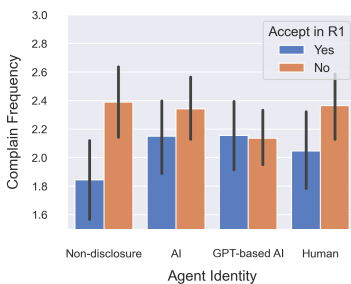 3.0
2.8
2.6
2.4
2.2
2.0
1.8
1.6
Complain Frequency
Accept in R1
Yes
No
Non-disclosure AI GPT-based AI Human
Agent Identity